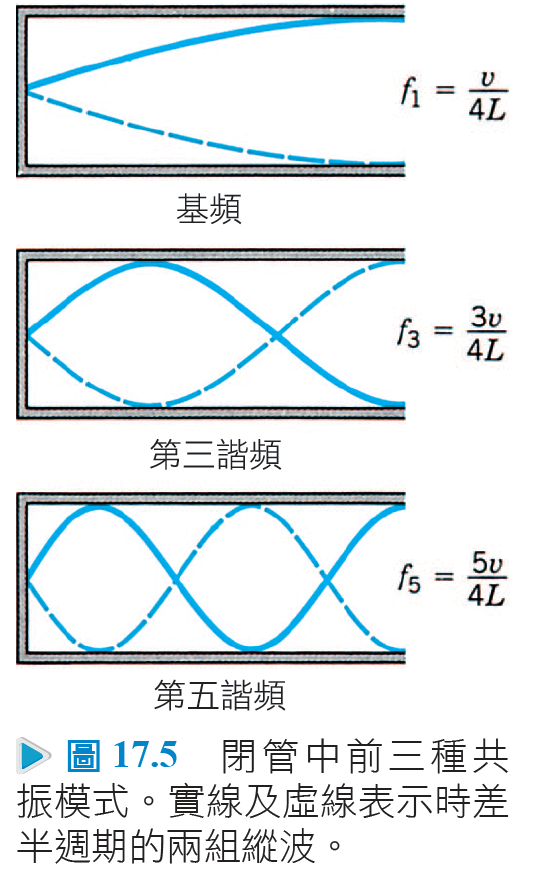 f₁ = v/4L
基頻
f₃ = 3v/4L
第三諧頻
f₅ = 5v/4L
第五諧頻
圖 17.5 閉管中前三種共
振模式。實線及虛線表示時差
半週期的兩組縱波。